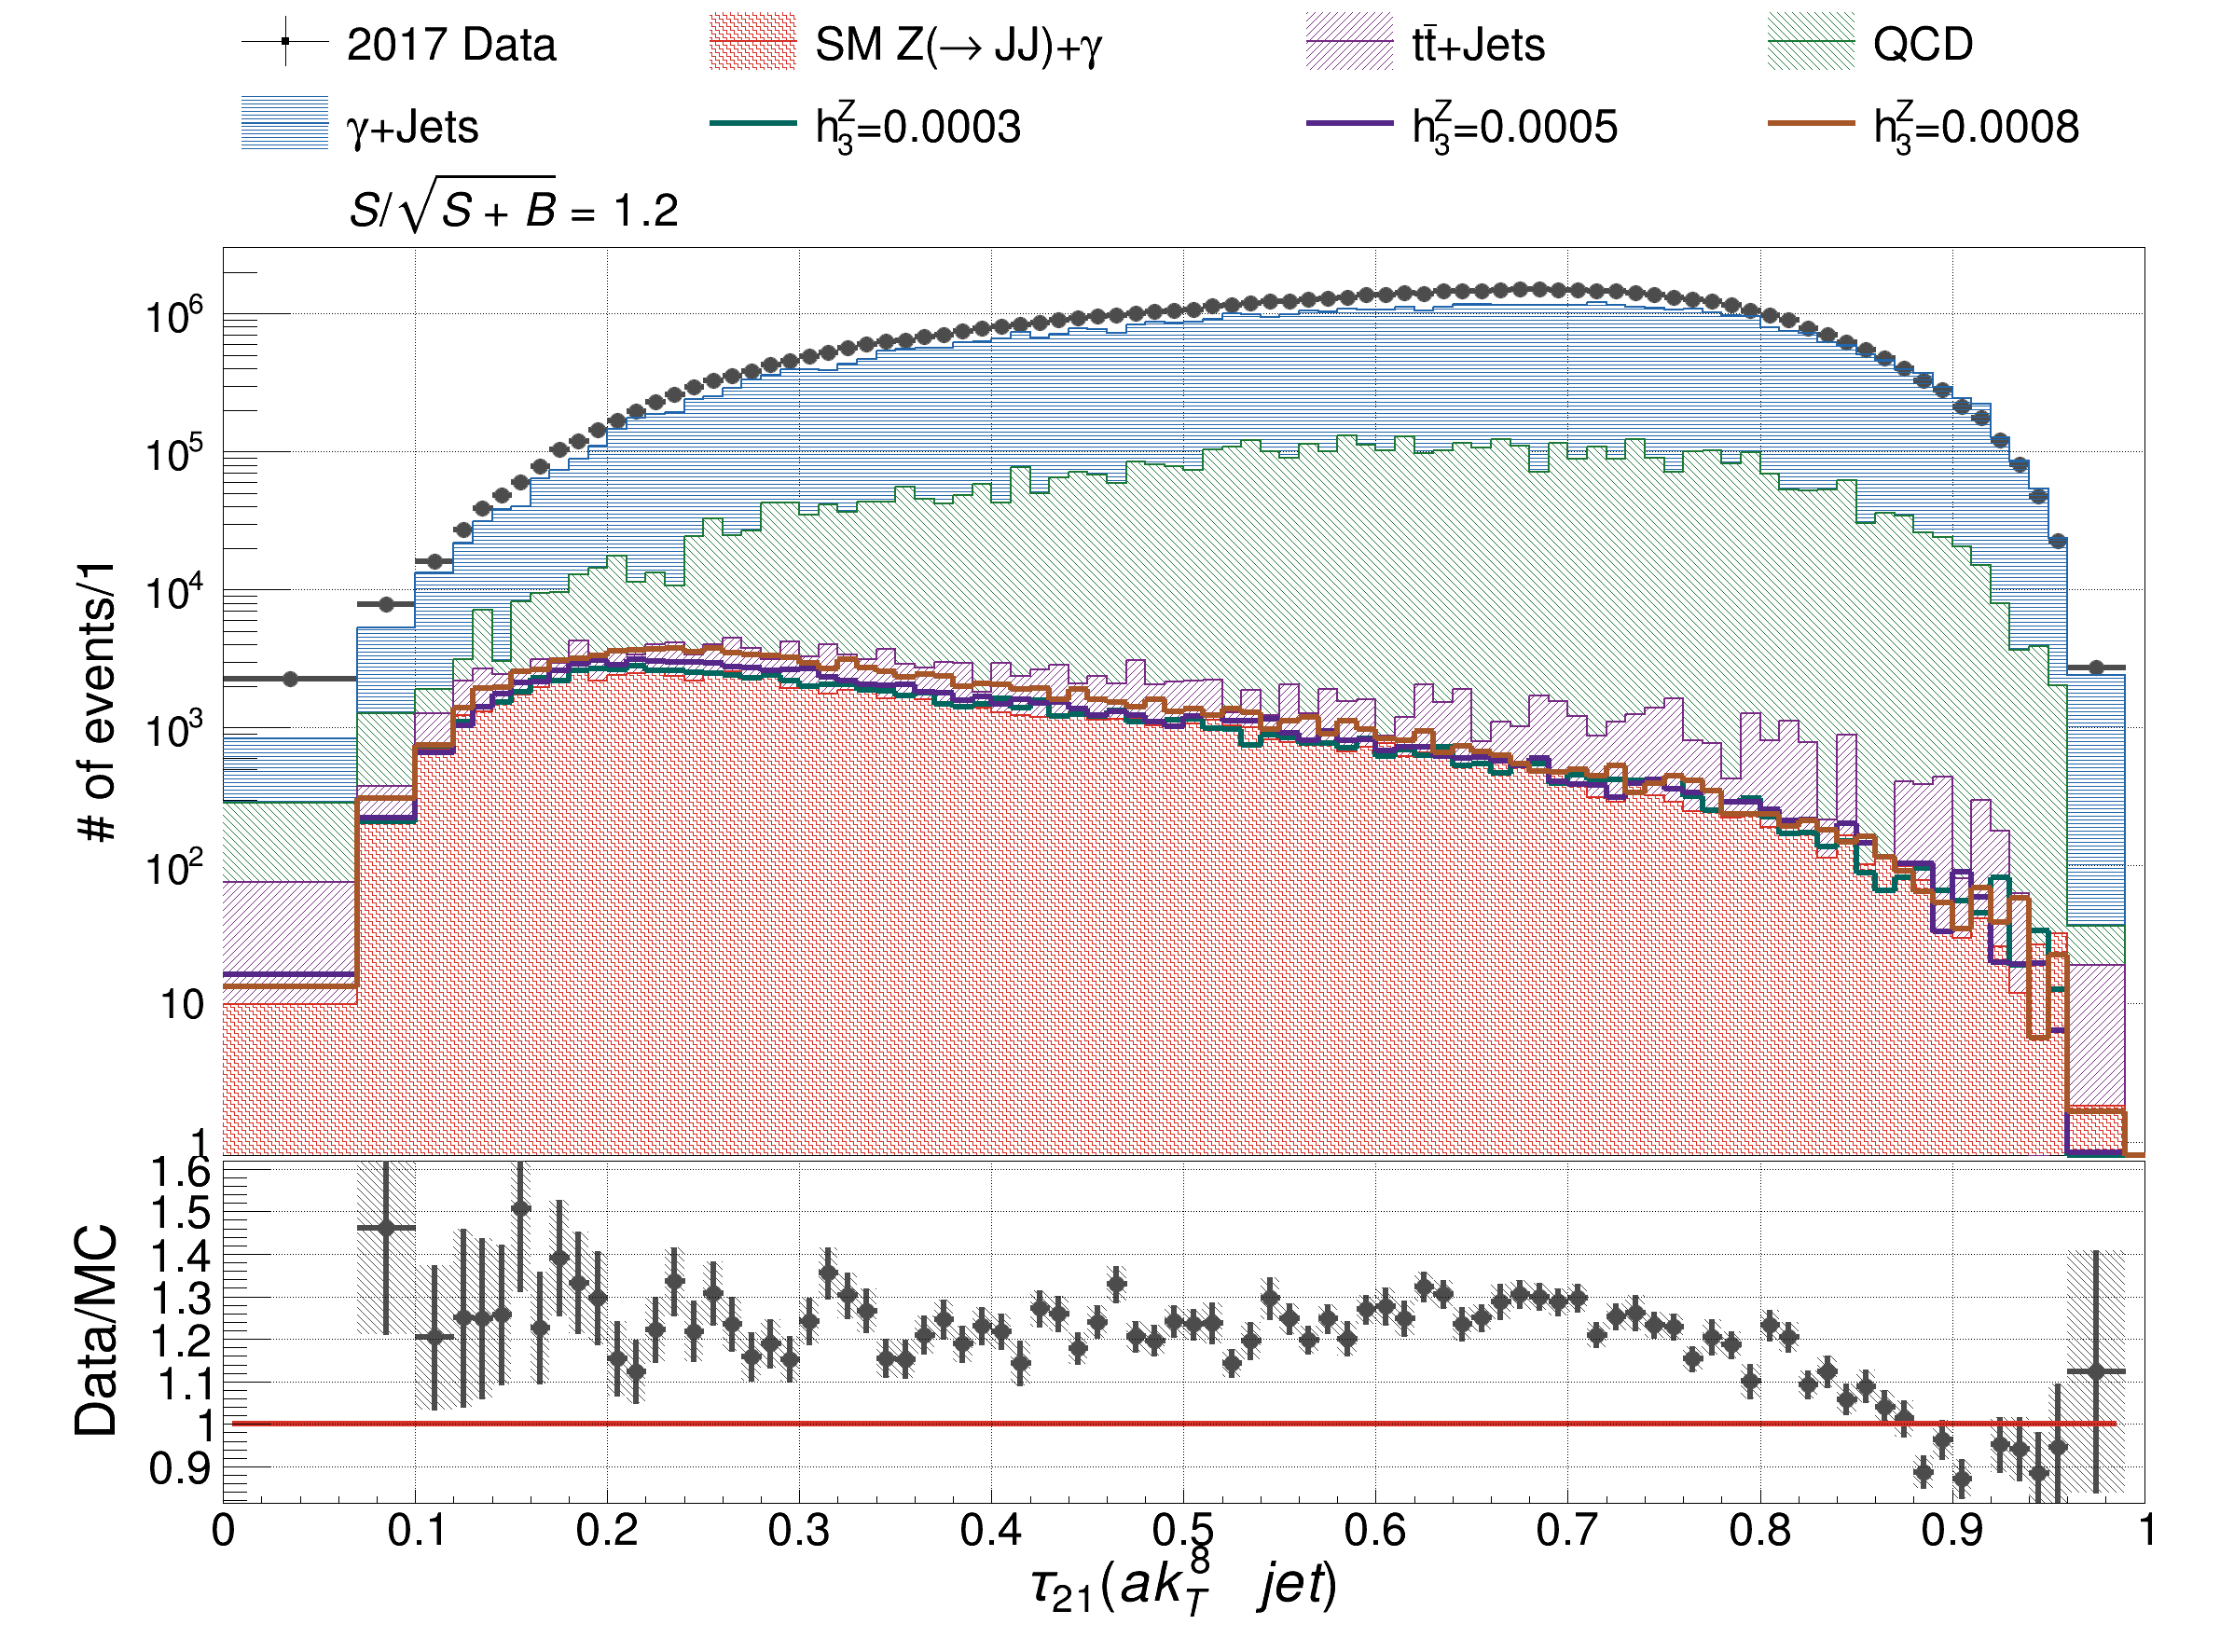 2017 Data SM Z(→ JJ)+γ tt̄+Jets QCD
γ+Jets h₃ᶻ=0.0003 h₃ᶻ=0.0005 h₃ᶻ=0.0008
S/√S + B = 1.2
# of events/1
10⁶
10⁵
10⁴
10³
10²
10
1
Data/MC
1.6
1.5
1.4
1.3
1.2
1.1
1
0.9
0 0.1 0.2 0.3 0.4 0.5 0.6 0.7 0.8 0.9 1
τ₂₁(ak_T^8 jet)